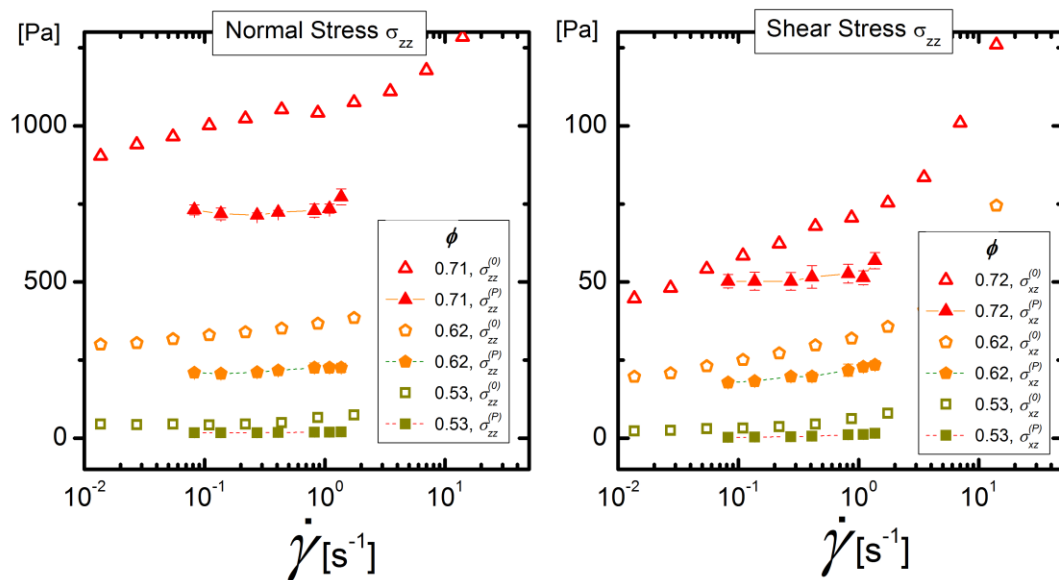 Normal Stress σzz
[Pa]
1000
500
0
10⁻² 10⁻¹ 10⁰ 10¹
γ̇ [s⁻¹]
ϕ
0.71, σzz(0)
0.71, σzz(P)
0.62, σzz(0)
0.62, σzz(P)
0.53, σzz(0)
0.53, σzz(P)
Shear Stress σzz
[Pa]
100
50
0
10⁻² 10⁻¹ 10⁰ 10¹
γ̇ [s⁻¹]
ϕ
0.72, σxz(0)
0.72, σxz(P)
0.62, σxz(0)
0.62, σxz(P)
0.53, σxz(0)
0.53, σxz(P)